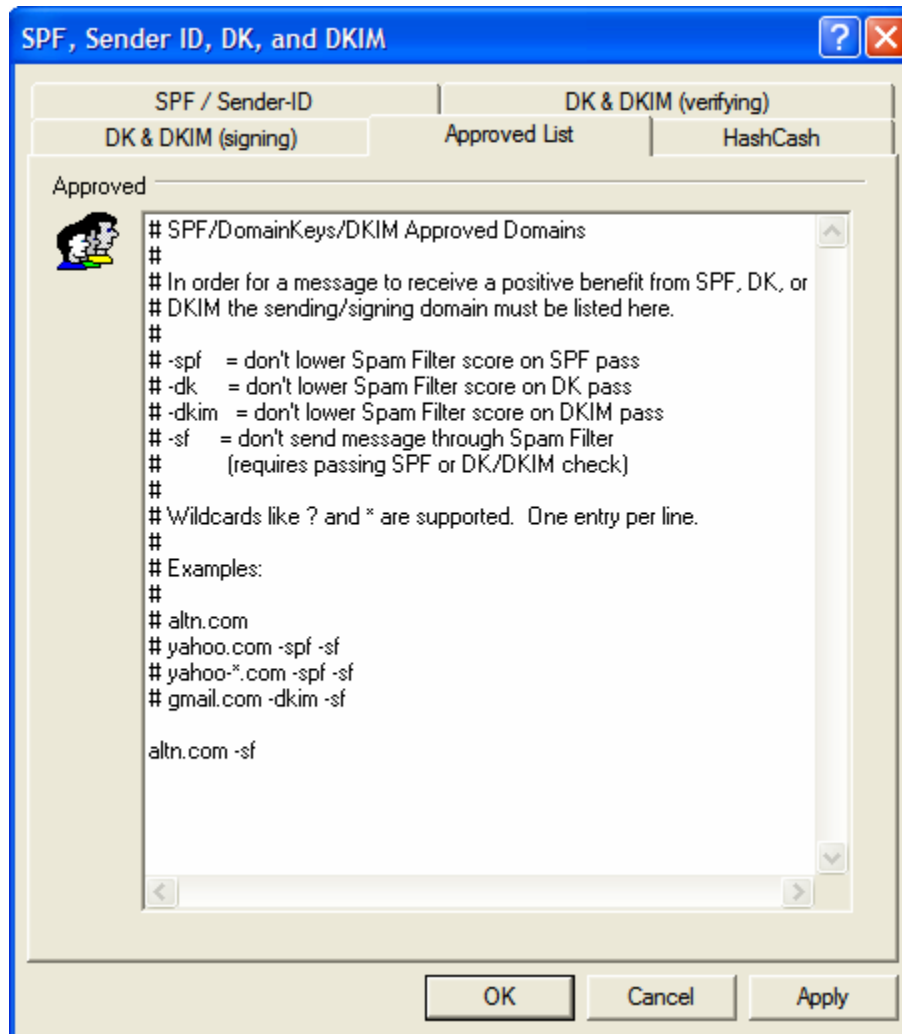 SPF, Sender ID, DK, and DKIM
SPF / Sender-ID
DK & DKIM (verifying)
DK & DKIM (signing)
Approved List
HashCash
Approved
# SPF/DomainKeys/DKIM Approved Domains
#
# In order for a message to receive a positive benefit from SPF, DK, or
# DKIM the sending/signing domain must be listed here.
#
# -spf = don't lower Spam Filter score on SPF pass
# -dk = don't lower Spam Filter score on DK pass
# -dkim = don't lower Spam Filter score on DKIM pass
# -sf = don't send message through Spam Filter
# (requires passing SPF or DK/DKIM check)
#
# Wildcards like ? and * are supported. One entry per line.
#
# Examples:
#
# altn.com
# yahoo.com -spf -sf
# yahoo-*.com -spf -sf
# gmail.com -dkim -sf
altn.com -sf
OK
Cancel
Apply